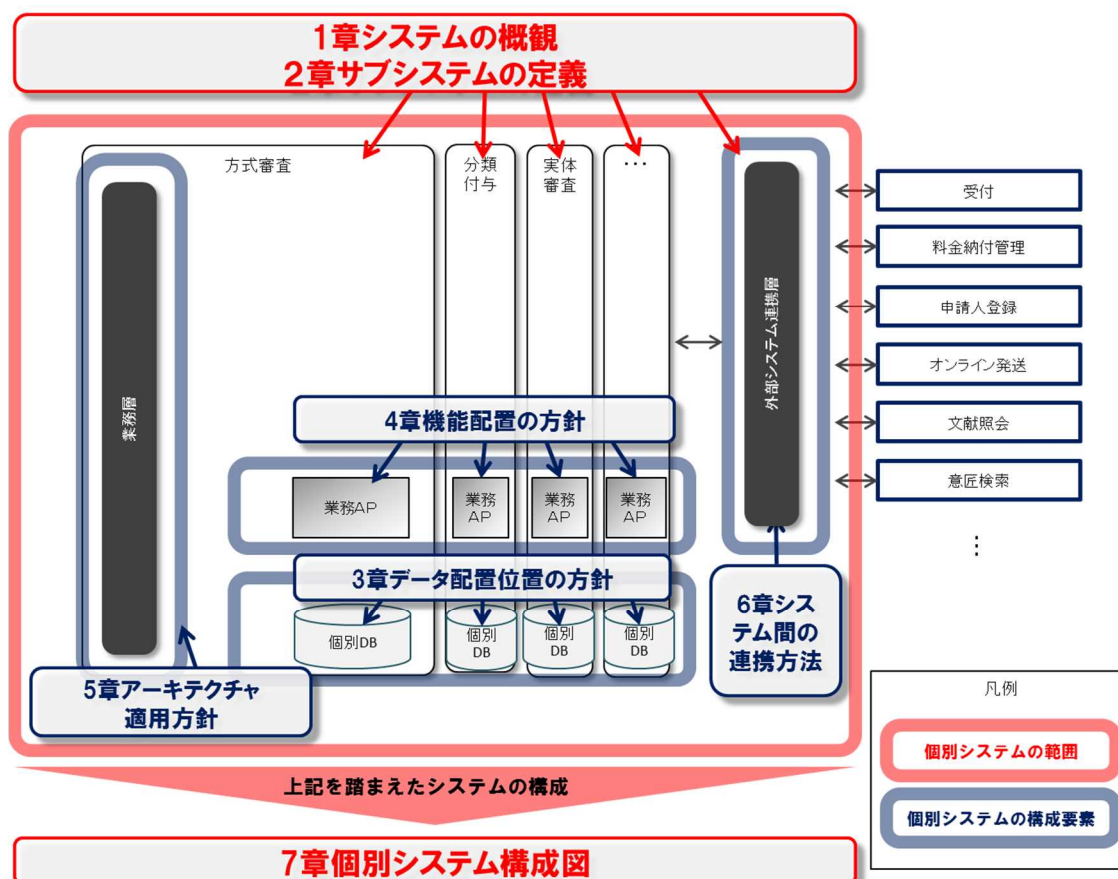 1章システムの概観
2章サブシステムの定義
方式審査
分類
付与
実体
審査
・・・
業務層
外部システム連携層
受付
料金納付管理
申請人登録
オンライン発送
文献照会
意匠検索
⋮
4章機能配置の方針
業務AP
業務
AP
業務
AP
業務
AP
3章データ配置位置の方針
個別DB
個別
DB
個別
DB
個別
DB
5章アーキテクチャ
適用方針
6章シス
テム間の
連携方法
凡例
個別システムの範囲
個別システムの構成要素
上記を踏まえたシステムの構成
7章個別システム構成図